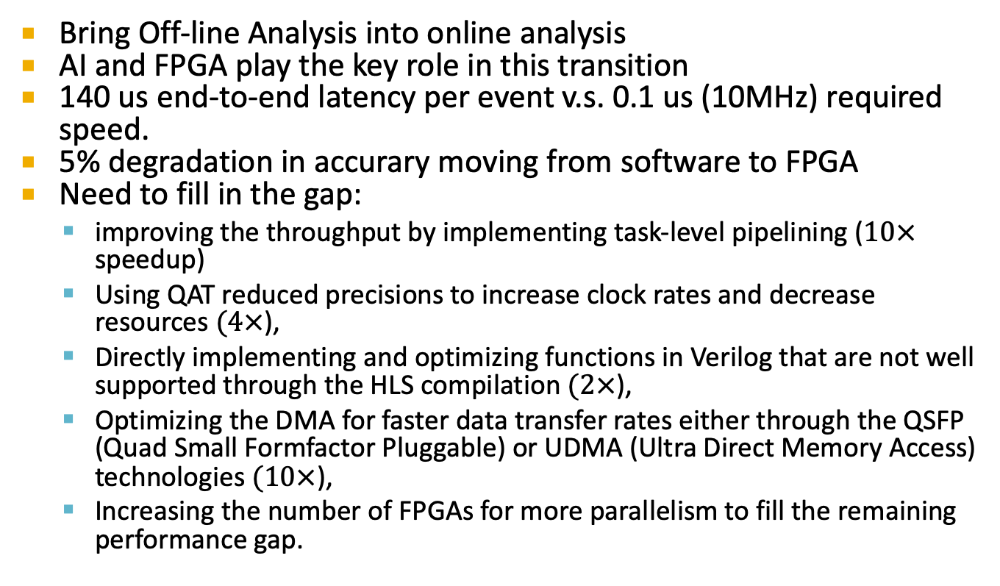 Bring Off-line Analysis into online analysis
AI and FPGA play the key role in this transition
140 us end-to-end latency per event v.s. 0.1 us (10MHz) required
speed.
5% degradation in accurary moving from software to FPGA
Need to fill in the gap:
improving the throughput by implementing task-level pipelining (10×
speedup)
Using QAT reduced precisions to increase clock rates and decrease
resources (4×),
Directly implementing and optimizing functions in Verilog that are not well
supported through the HLS compilation (2×),
Optimizing the DMA for faster data transfer rates either through the QSFP
(Quad Small Formfactor Pluggable) or UDMA (Ultra Direct Memory Access)
technologies (10×),
Increasing the number of FPGAs for more parallelism to fill the remaining
performance gap.